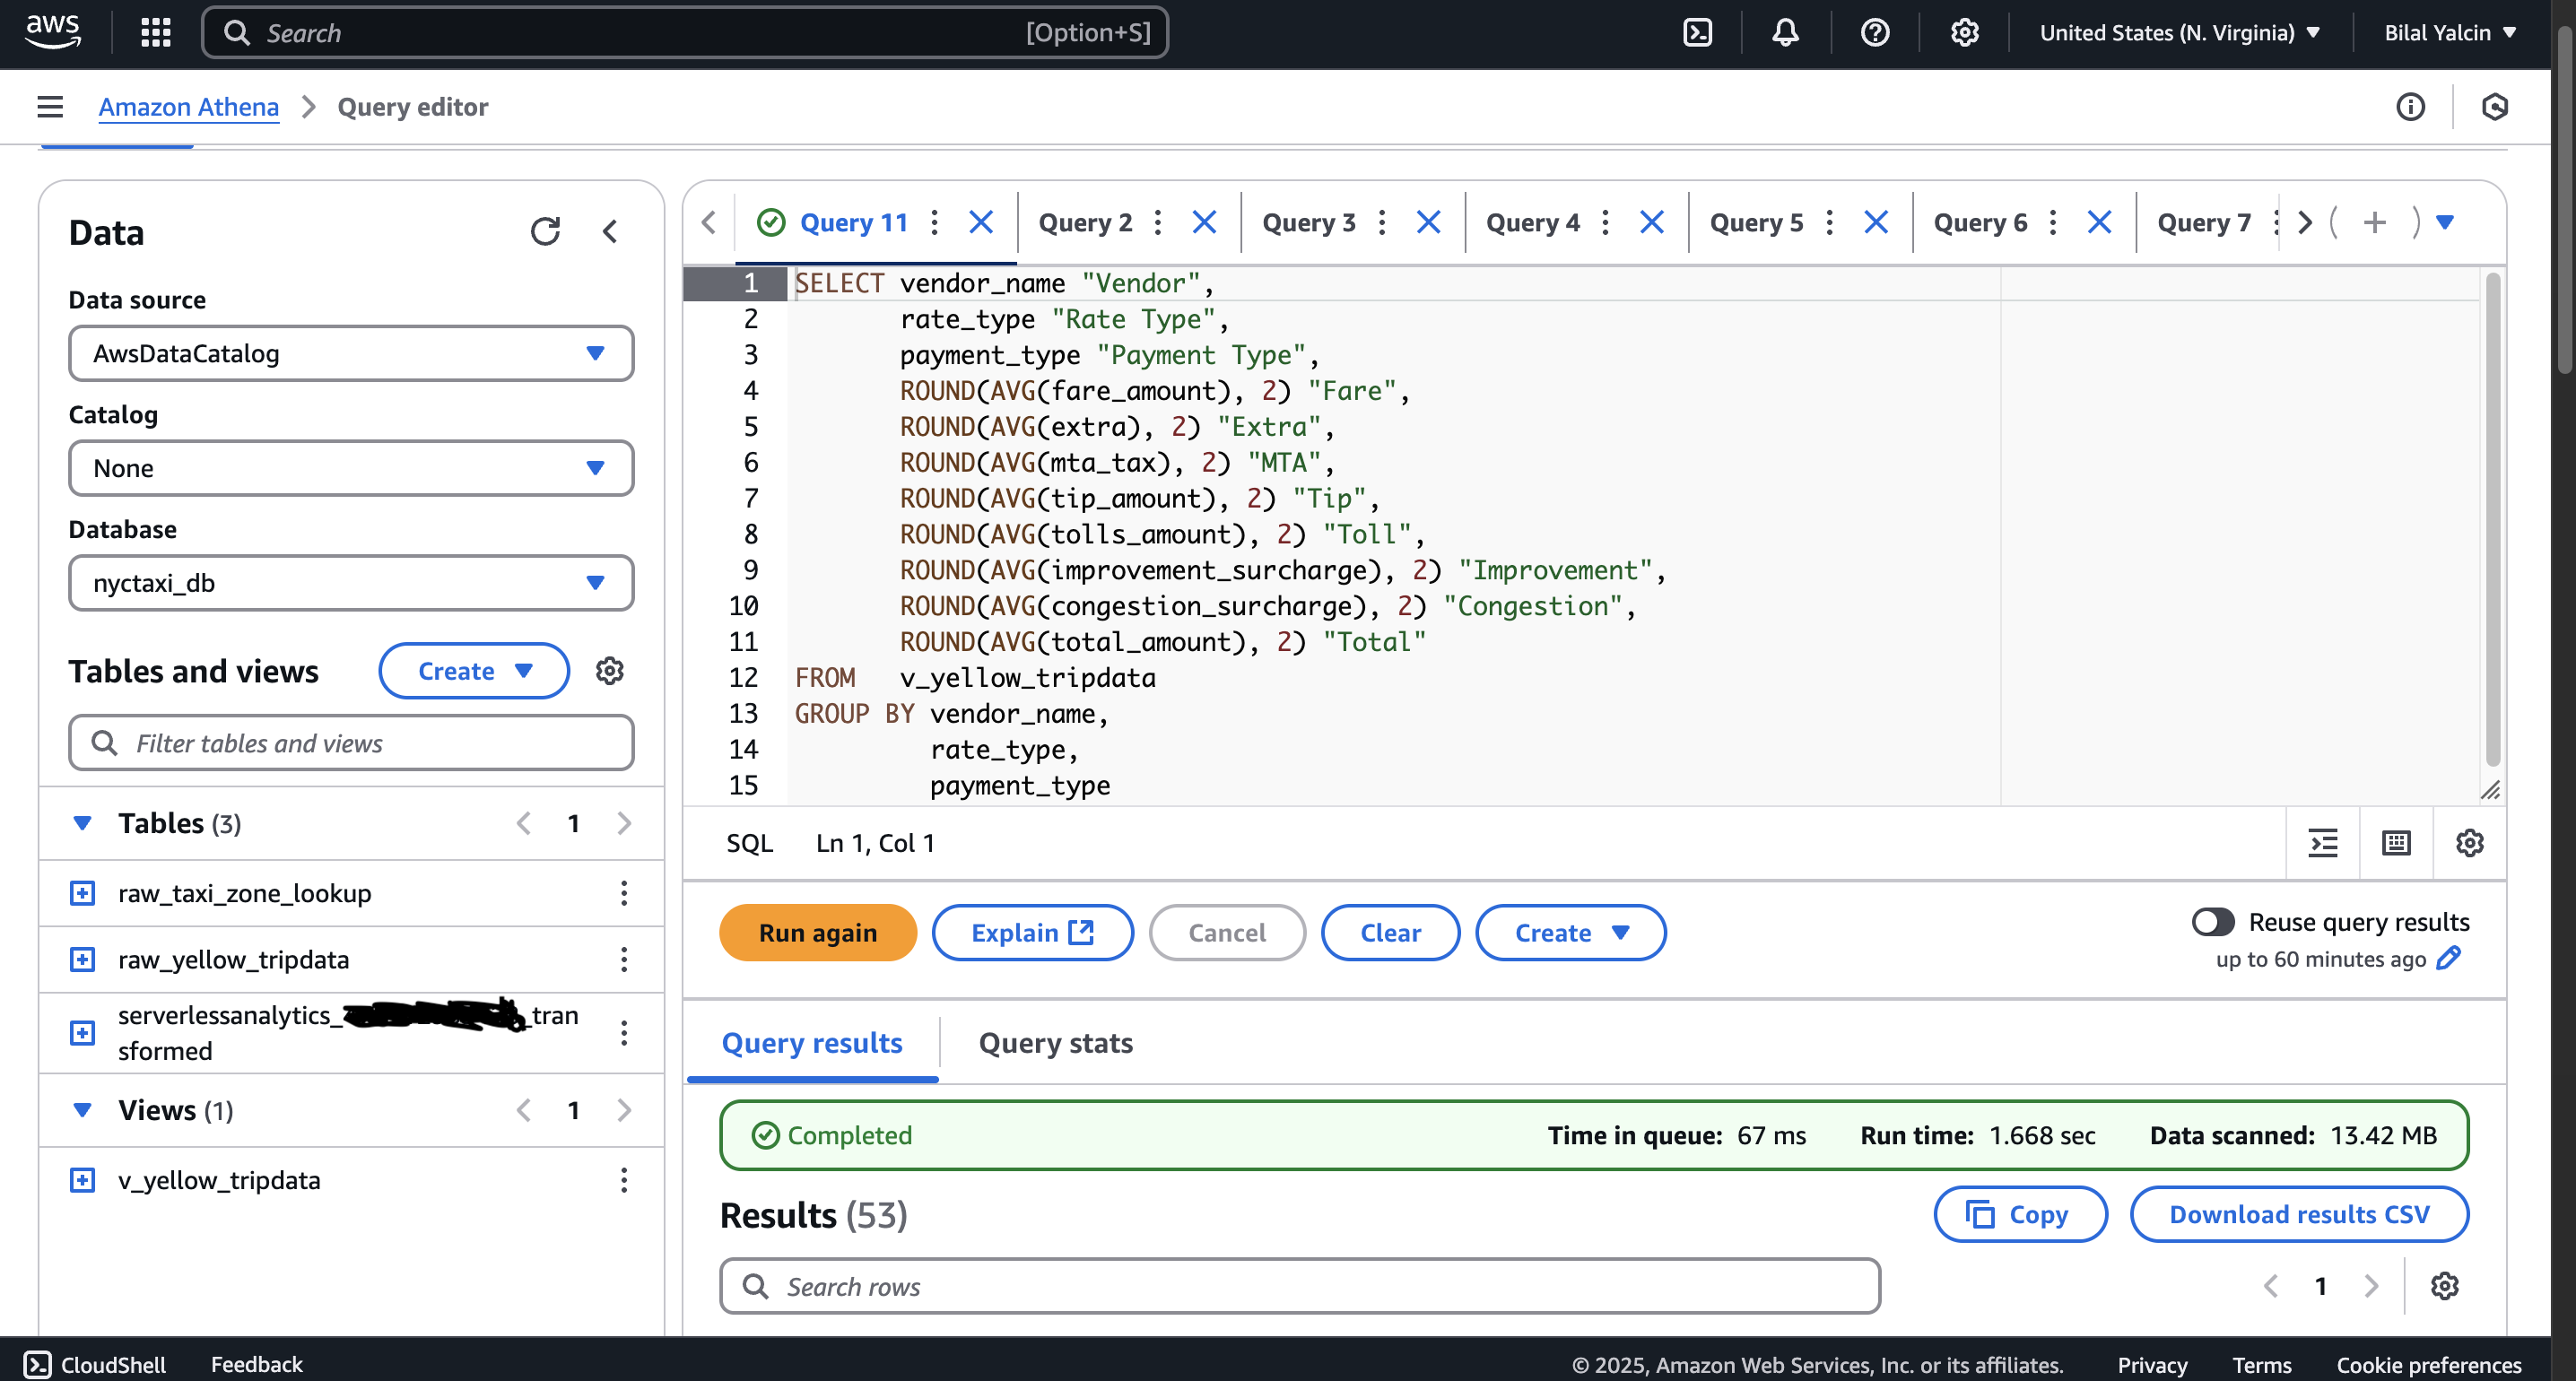 aws
Search [Option+S] United States (N. Virginia) Bilal Yalcin
Amazon Athena Query editor
Data
Data source
AwsDataCatalog
Catalog
None
Database
nyctaxi_db
Tables and views Create
Filter tables and views
Tables (3) 1
raw_taxi_zone_lookup
raw_yellow_tripdata
serverlessanalytics_ _tran
sformed
Views (1) 1
v_yellow_tripdata
Query 11 Query 2 Query 3 Query 4 Query 5 Query 6 Query 7
1 SELECT vendor_name "Vendor",
2 rate_type "Rate Type",
3 payment_type "Payment Type",
4 ROUND(AVG(fare_amount), 2) "Fare",
5 ROUND(AVG(extra), 2) "Extra",
6 ROUND(AVG(mta_tax), 2) "MTA",
7 ROUND(AVG(tip_amount), 2) "Tip",
8 ROUND(AVG(tolls_amount), 2) "Toll",
9 ROUND(AVG(improvement_surcharge), 2) "Improvement",
10 ROUND(AVG(congestion_surcharge), 2) "Congestion",
11 ROUND(AVG(total_amount), 2) "Total"
12 FROM v_yellow_tripdata
13 GROUP BY vendor_name,
14 rate_type,
15 payment_type
SQL Ln 1, Col 1
Run again Explain Cancel Clear Create
Reuse query results
up to 60 minutes ago
Query results Query stats
Completed Time in queue: 67 ms Run time: 1.668 sec Data scanned: 13.42 MB
Results (53) Copy Download results CSV
Search rows 1
CloudShell Feedback © 2025, Amazon Web Services, Inc. or its affiliates. Privacy Terms Cookie preferences